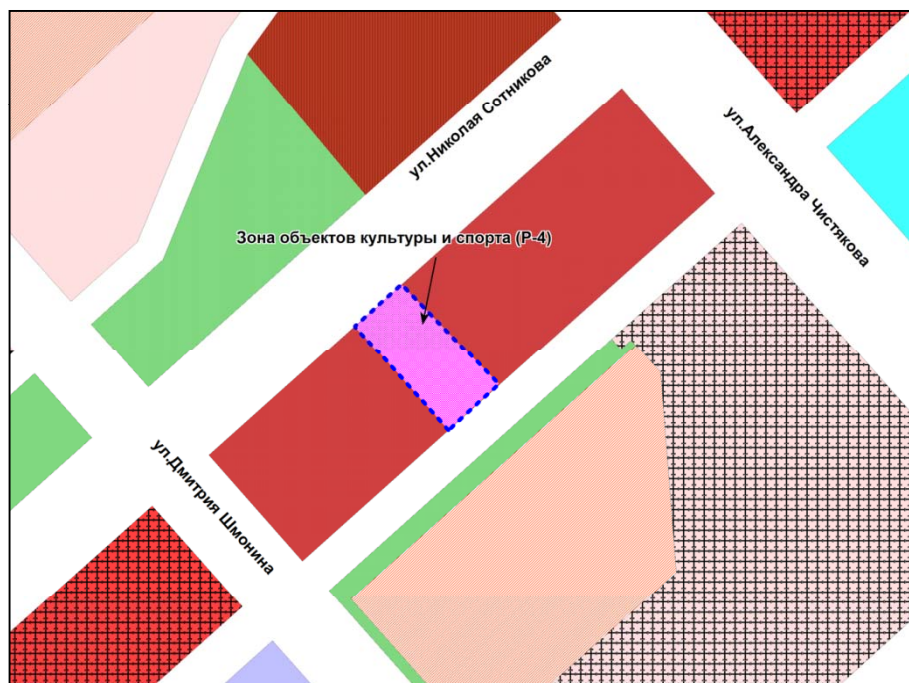 ул.Николая Сотникова
ул.Александра Чистякова
Зона объектов культуры и спорта (Р-4)
ул.Дмитрия Шмонина